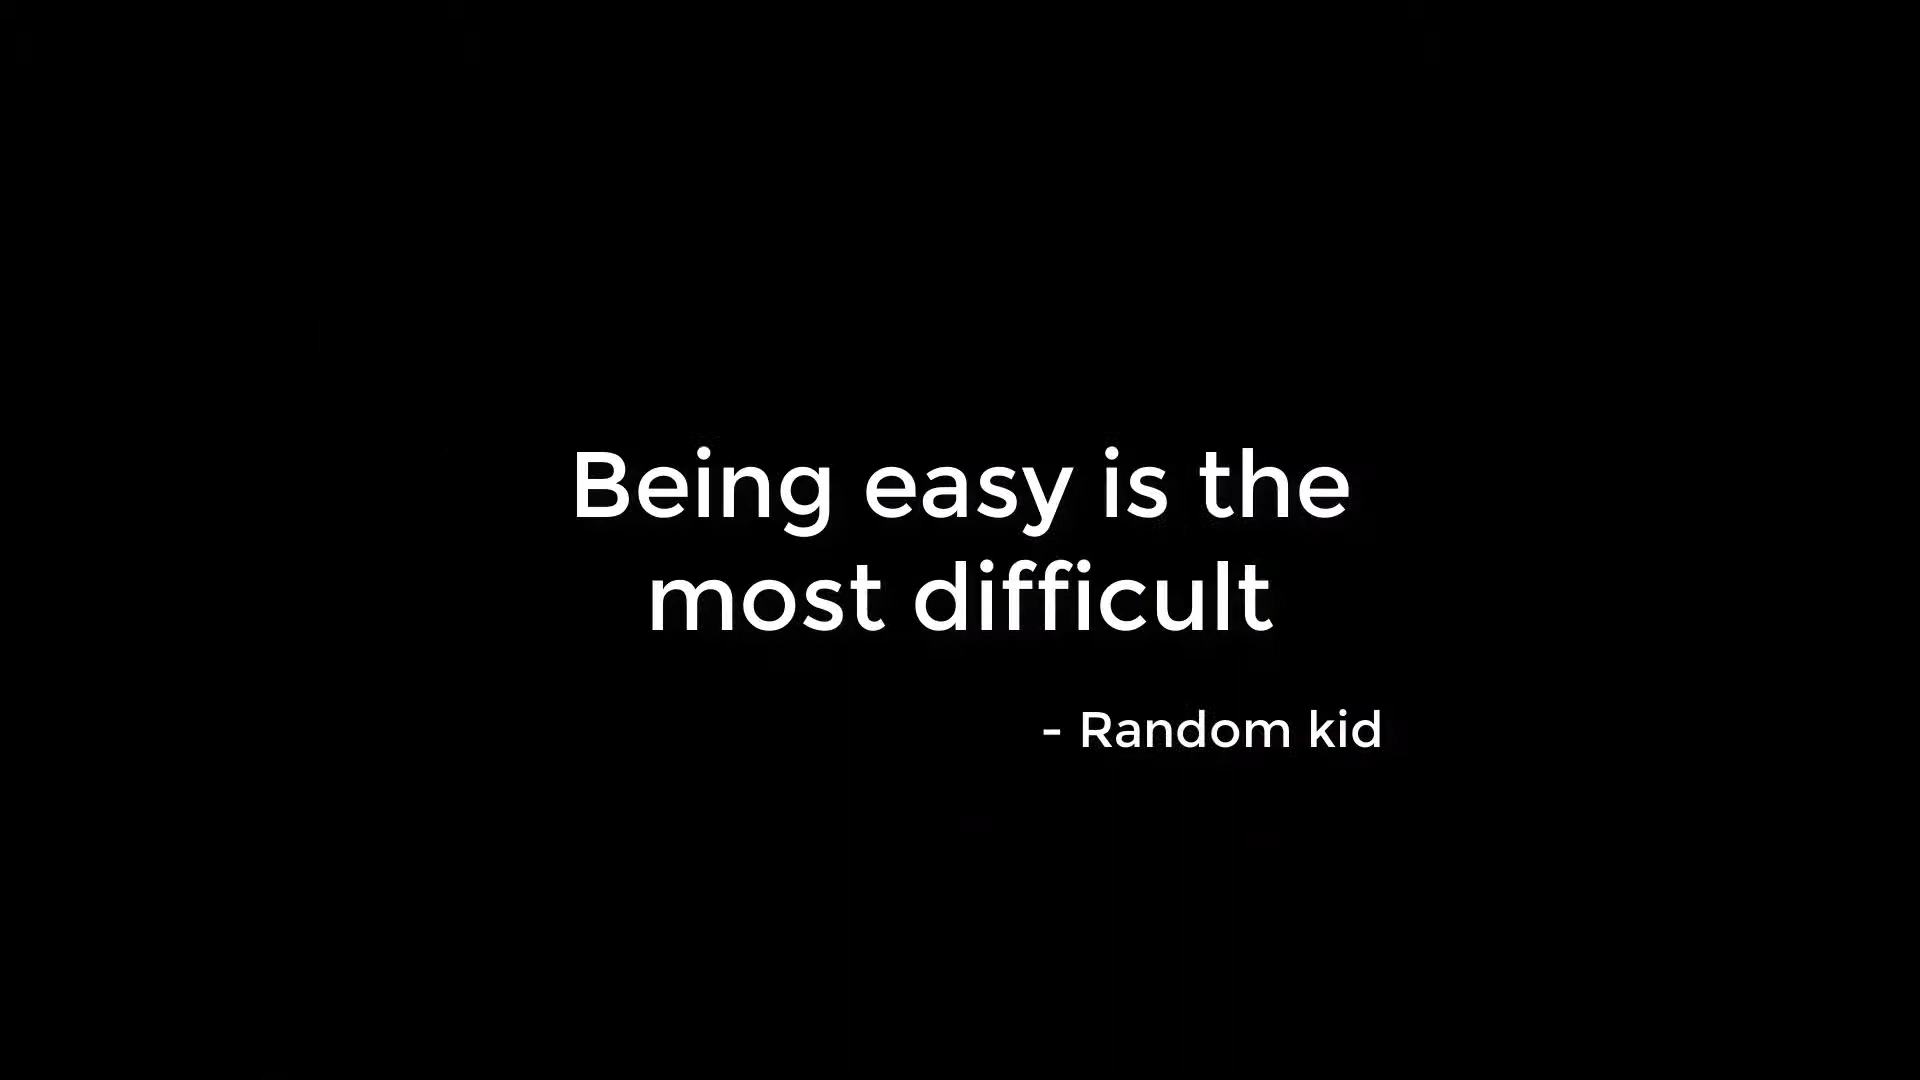 Being easy is the
most difficult
- Random kid